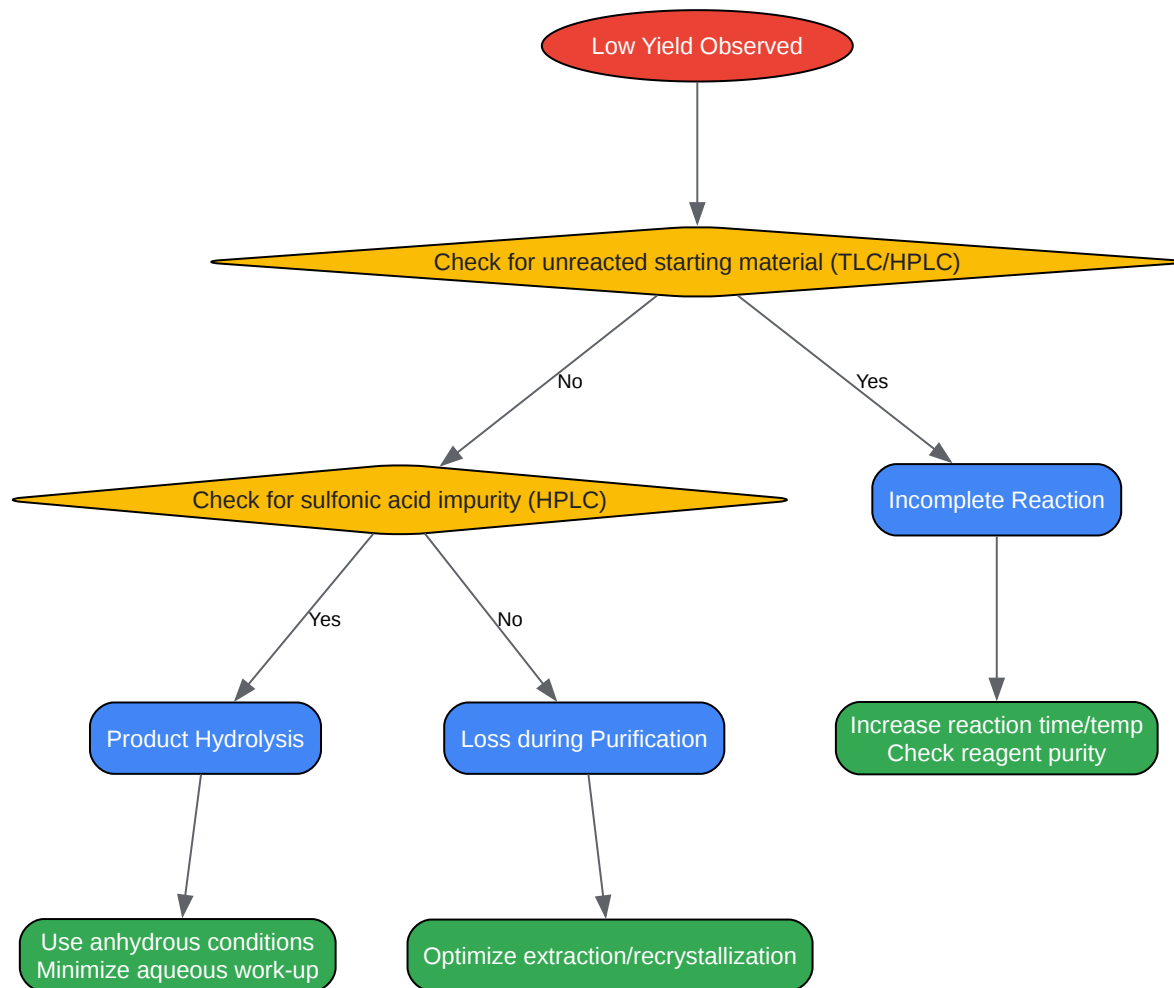 Low Yield Observed
Check for unreacted starting material (TLC/HPLC)
No
Yes
Check for sulfonic acid impurity (HPLC)
Incomplete Reaction
Yes
No
Product Hydrolysis
Loss during Purification
Increase reaction time/temp
Check reagent purity
Use anhydrous conditions
Minimize aqueous work-up
Optimize extraction/recrystallization